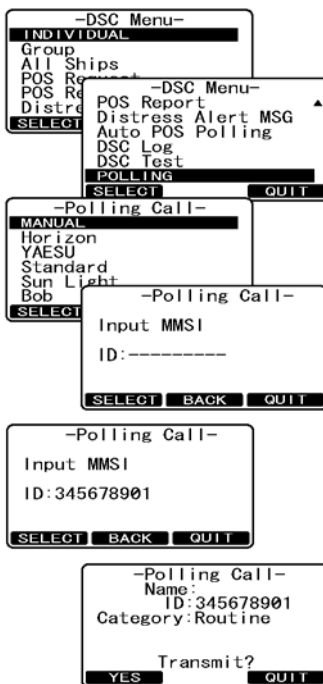 -DSC Menu-
INDIVIDUAL
Group
All Ships
POS
POS
SELECT
-DSC Menu-
POS Report
Distress Alert MSG
Auto POS Polling
DSC Log
DSC Test
POLLING
SELECT QUIT
-Polling Call-
MANUAL
Horizon
YAESU
Standard
Sun Light
Bob
SELECT
-Polling Call-
Input MMSI
ID:---------
SELECT BACK QUIT
-Polling Call-
Input MMSI
ID:345678901
SELECT BACK QUIT
-Polling Call-
Name:
ID:345678901
Category:Routine
Transmit?
YES QUIT